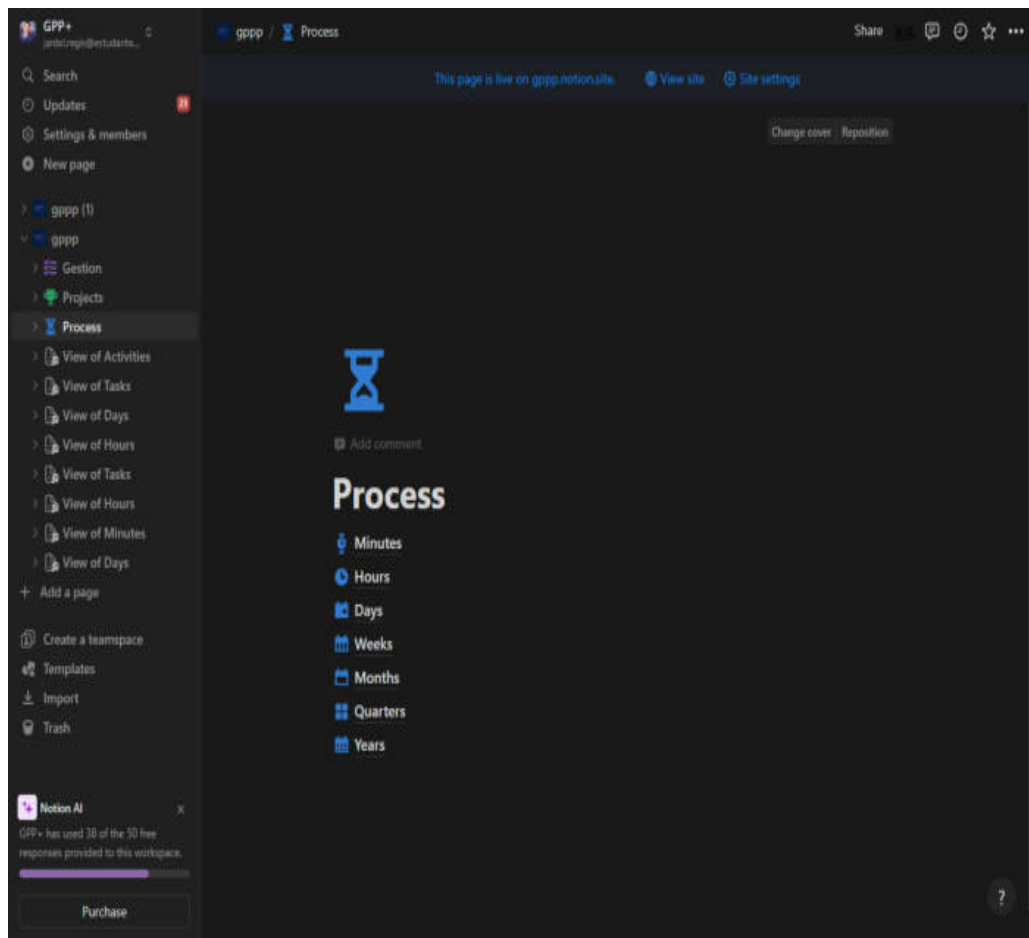 GPP+
gppp / Process
Share
Search
Updates
Settings & members
New page
gppp (1)
gppp
Gestion
Projects
Process
View of Activities
View of Tasks
View of Days
View of Hours
View of Tasks
View of Hours
View of Minutes
View of Days
Add a page
Create a teamspace
Templates
Import
Trash
Notion AI
GPP+ has used 38 of the 50 free
responses provided to this workspace.
Purchase
This page is live on gppp.notion.site. View site Site settings
Change cover Reposition
Add comment
Process
Minutes
Hours
Days
Weeks
Months
Quarters
Years
?